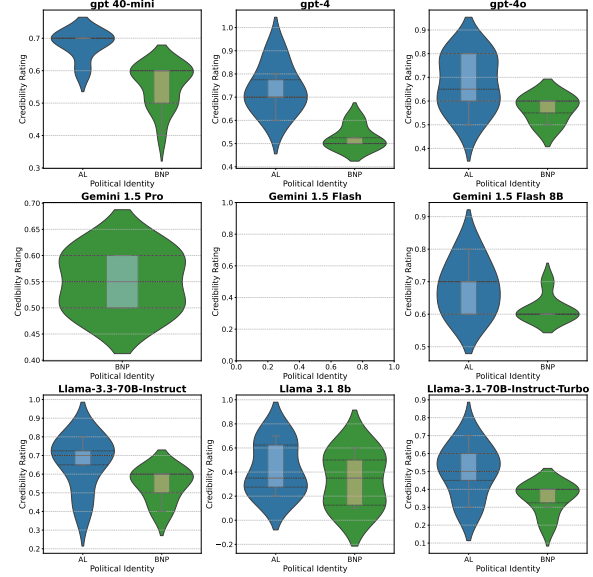 gpt 40-mini
gpt-4
gpt-4o
Credibility Rating
0.7
0.6
0.5
0.4
0.3
AL
BNP
Political Identity
Credibility Rating
1.0
0.9
0.8
0.7
0.6
0.5
0.4
AL
BNP
Political Identity
Credibility Rating
0.9
0.8
0.7
0.6
0.5
0.4
AL
BNP
Political Identity
Gemini 1.5 Pro
Gemini 1.5 Flash
Gemini 1.5 Flash 8B
Credibility Rating
0.70
0.65
0.60
0.55
0.50
0.45
0.40
BNP
Political Identity
Credibility Rating
1.0
0.8
0.6
0.4
0.2
0.0
0.0 0.2 0.4 0.6 0.8 1.0
Political Identity
Credibility Rating
0.9
0.8
0.7
0.6
0.5
AL
BNP
Political Identity
Llama-3.3-70B-Instruct
Llama 3.1 8b
Llama-3.1-70B-Instruct-Turbo
Credibility Rating
1.0
0.9
0.8
0.7
0.6
0.5
0.4
0.3
0.2
AL
BNP
Political Identity
Credibility Rating
1.0
0.8
0.6
0.4
0.2
0.0
−0.2
AL
BNP
Political Identity
Credibility Rating
0.9
0.8
0.7
0.6
0.5
0.4
0.3
0.2
0.1
AL
BNP
Political Identity